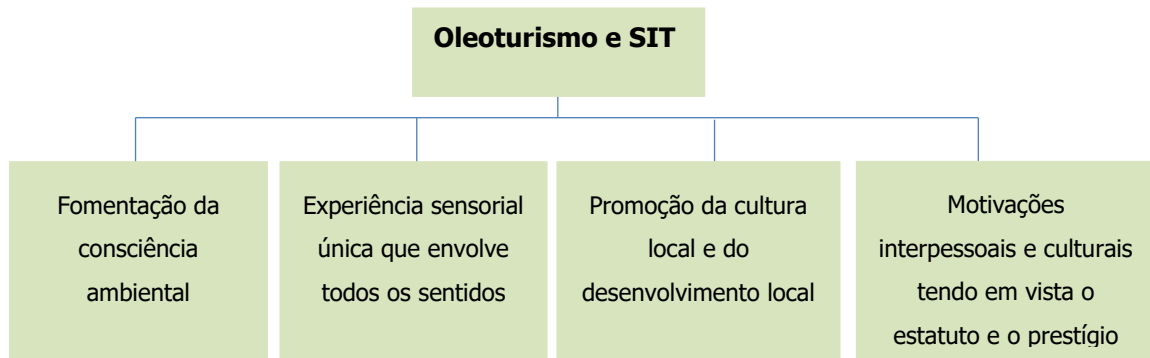 Oleoturismo e SIT
Fomentação da
consciência
ambiental
Experiência sensorial
única que envolve
todos os sentidos
Promoção da cultura
local e do
desenvolvimento local
Motivações
interpessoais e culturais
tendo em vista o
estatuto e o prestígio